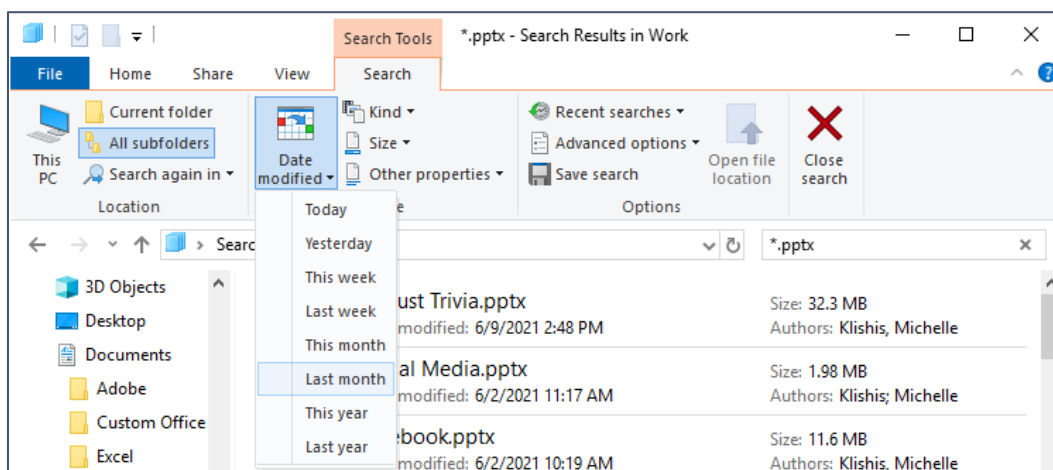 Search Tools
*.pptx - Search Results in Work
File
Home
Share
View
Search
This
PC
Current folder
All subfolders
Search again in
Location
Date
modified
Kind
Size
Other properties
Recent searches
Advanced options
Save search
Open file
location
Options
Close
search
*.pptx
3D Objects
Desktop
Documents
Adobe
Custom Office
Excel
Today
Yesterday
This week
Last week
This month
Last month
This year
Last year
ust Trivia.pptx
modified: 6/9/2021 2:48 PM
Size: 32.3 MB
Authors: Klishis, Michelle
al Media.pptx
modified: 6/2/2021 11:17 AM
Size: 1.98 MB
Authors: Klishis; Michelle
ebook.pptx
modified: 6/2/2021 10:19 AM
Size: 11.6 MB